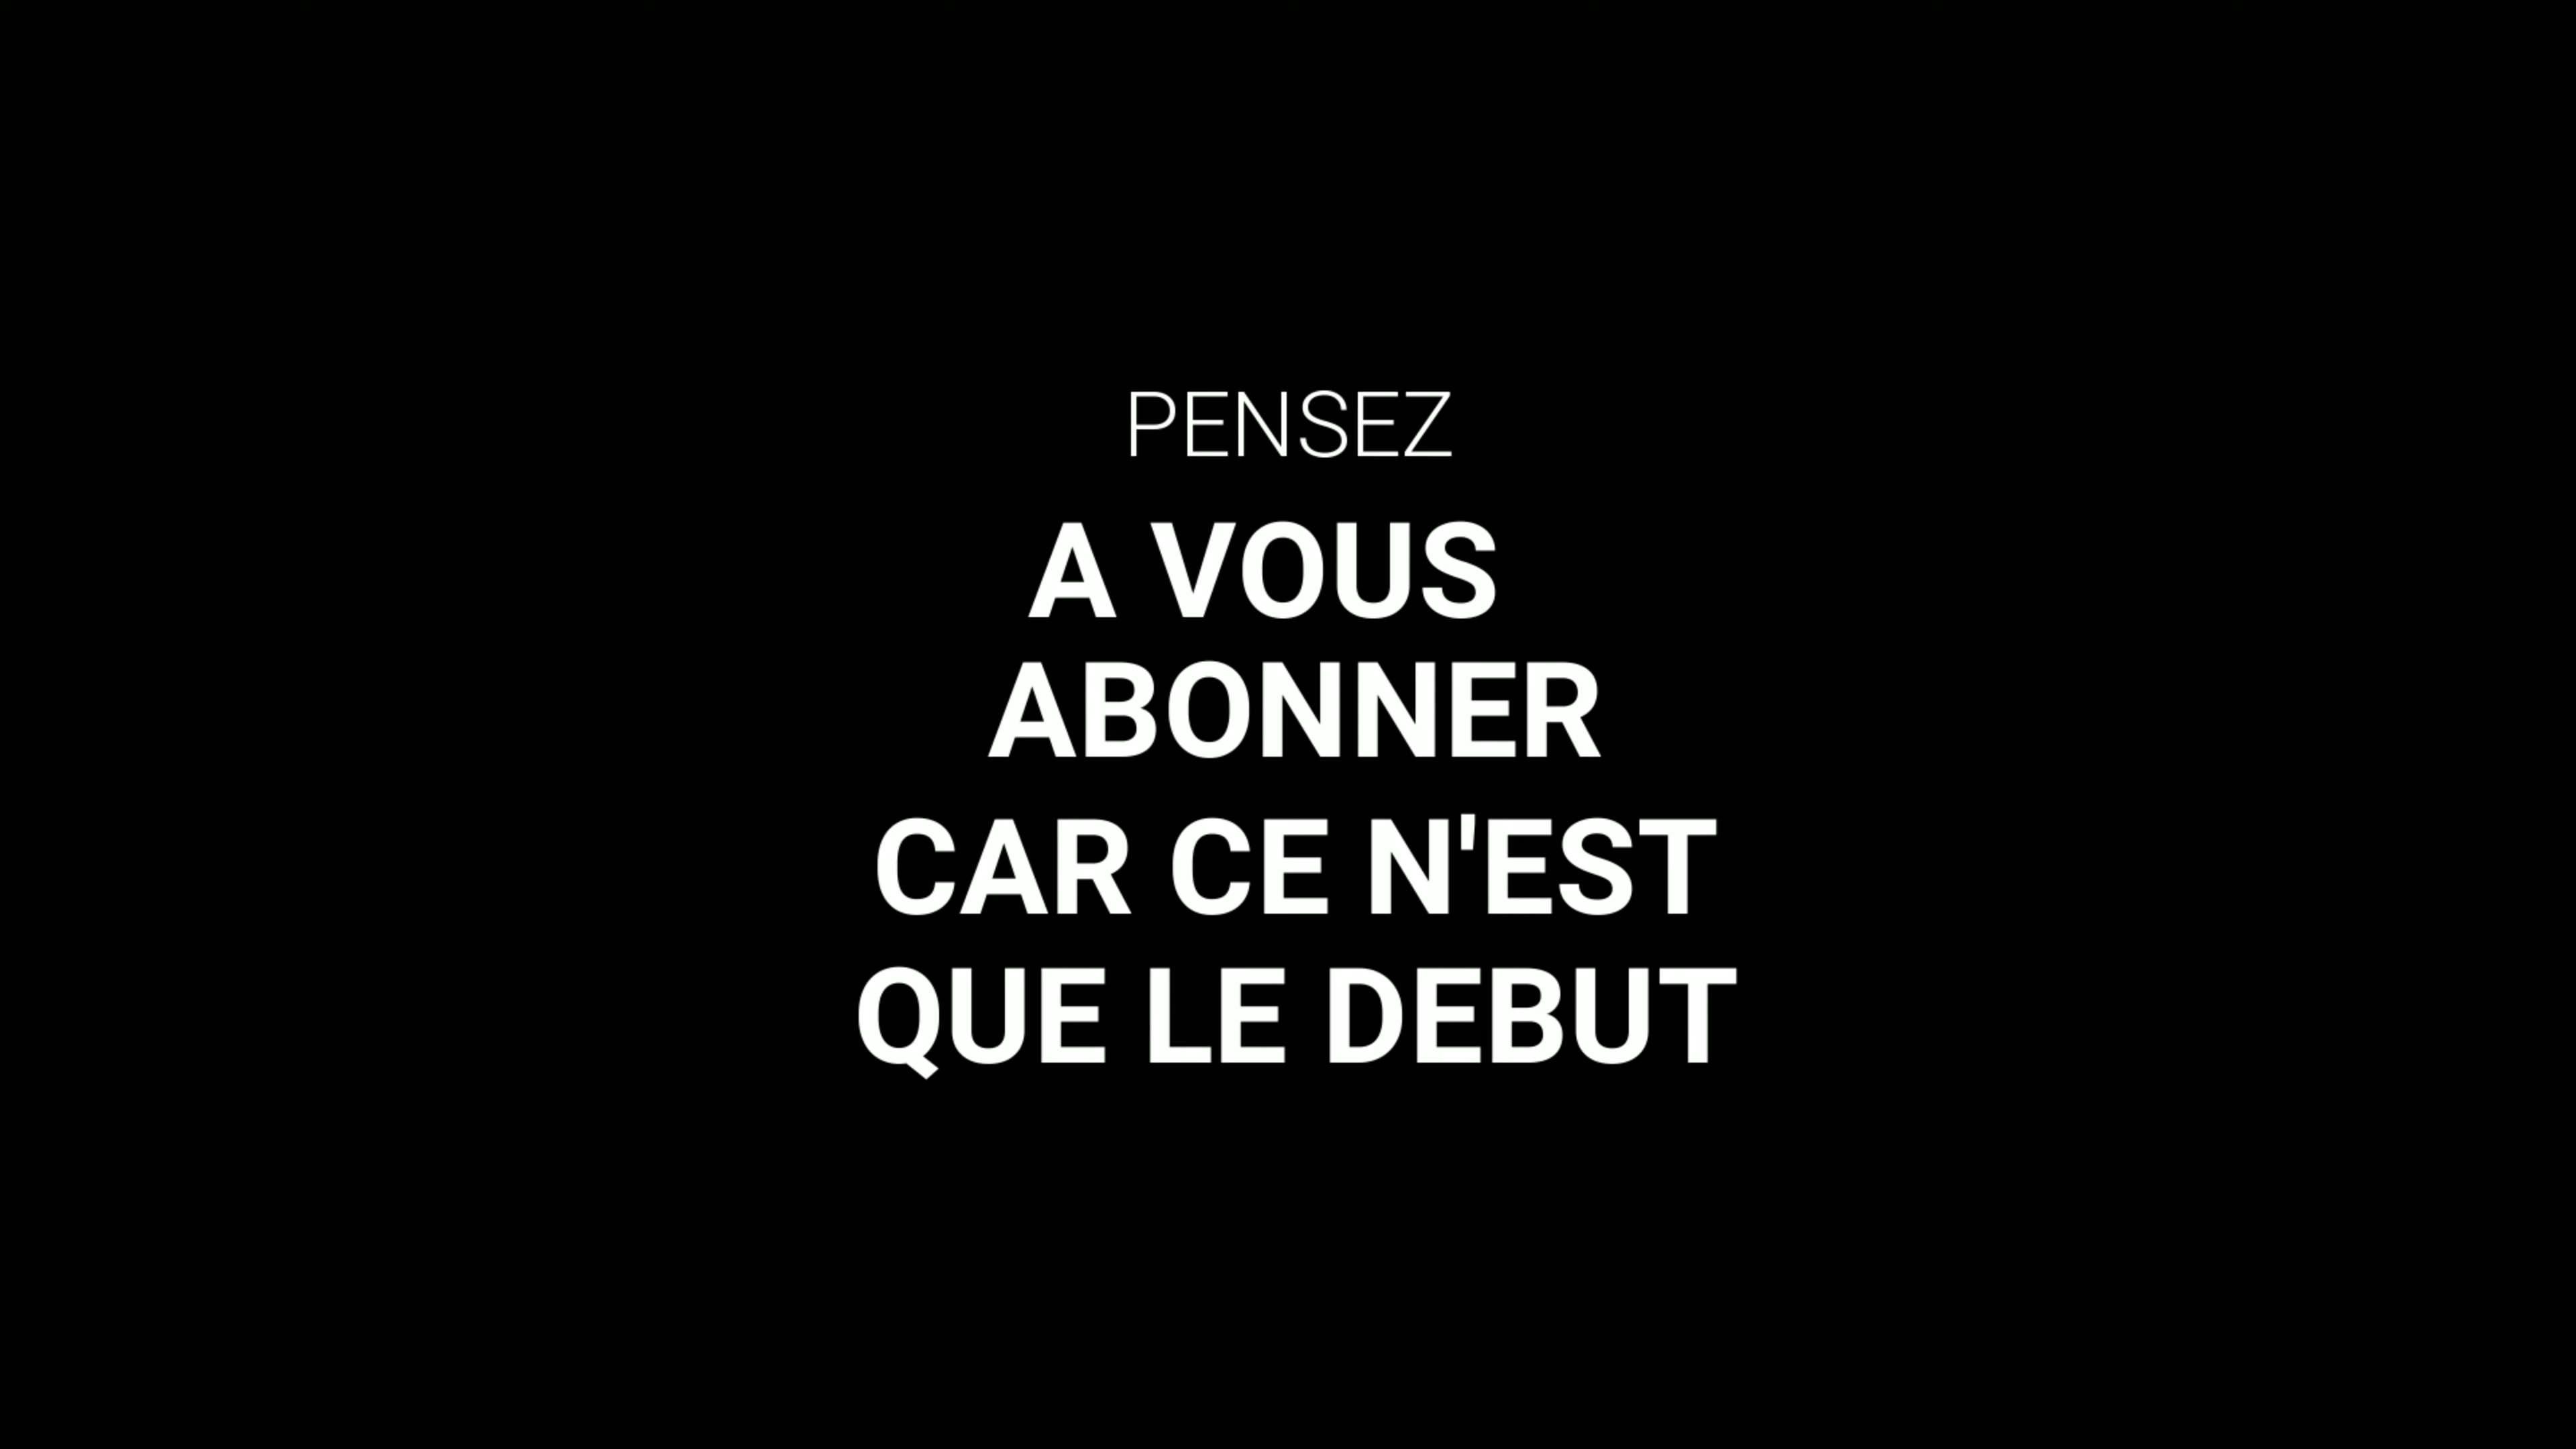 PENSEZ
A VOUS
ABONNER
CAR CE N'EST
QUE LE DEBUT